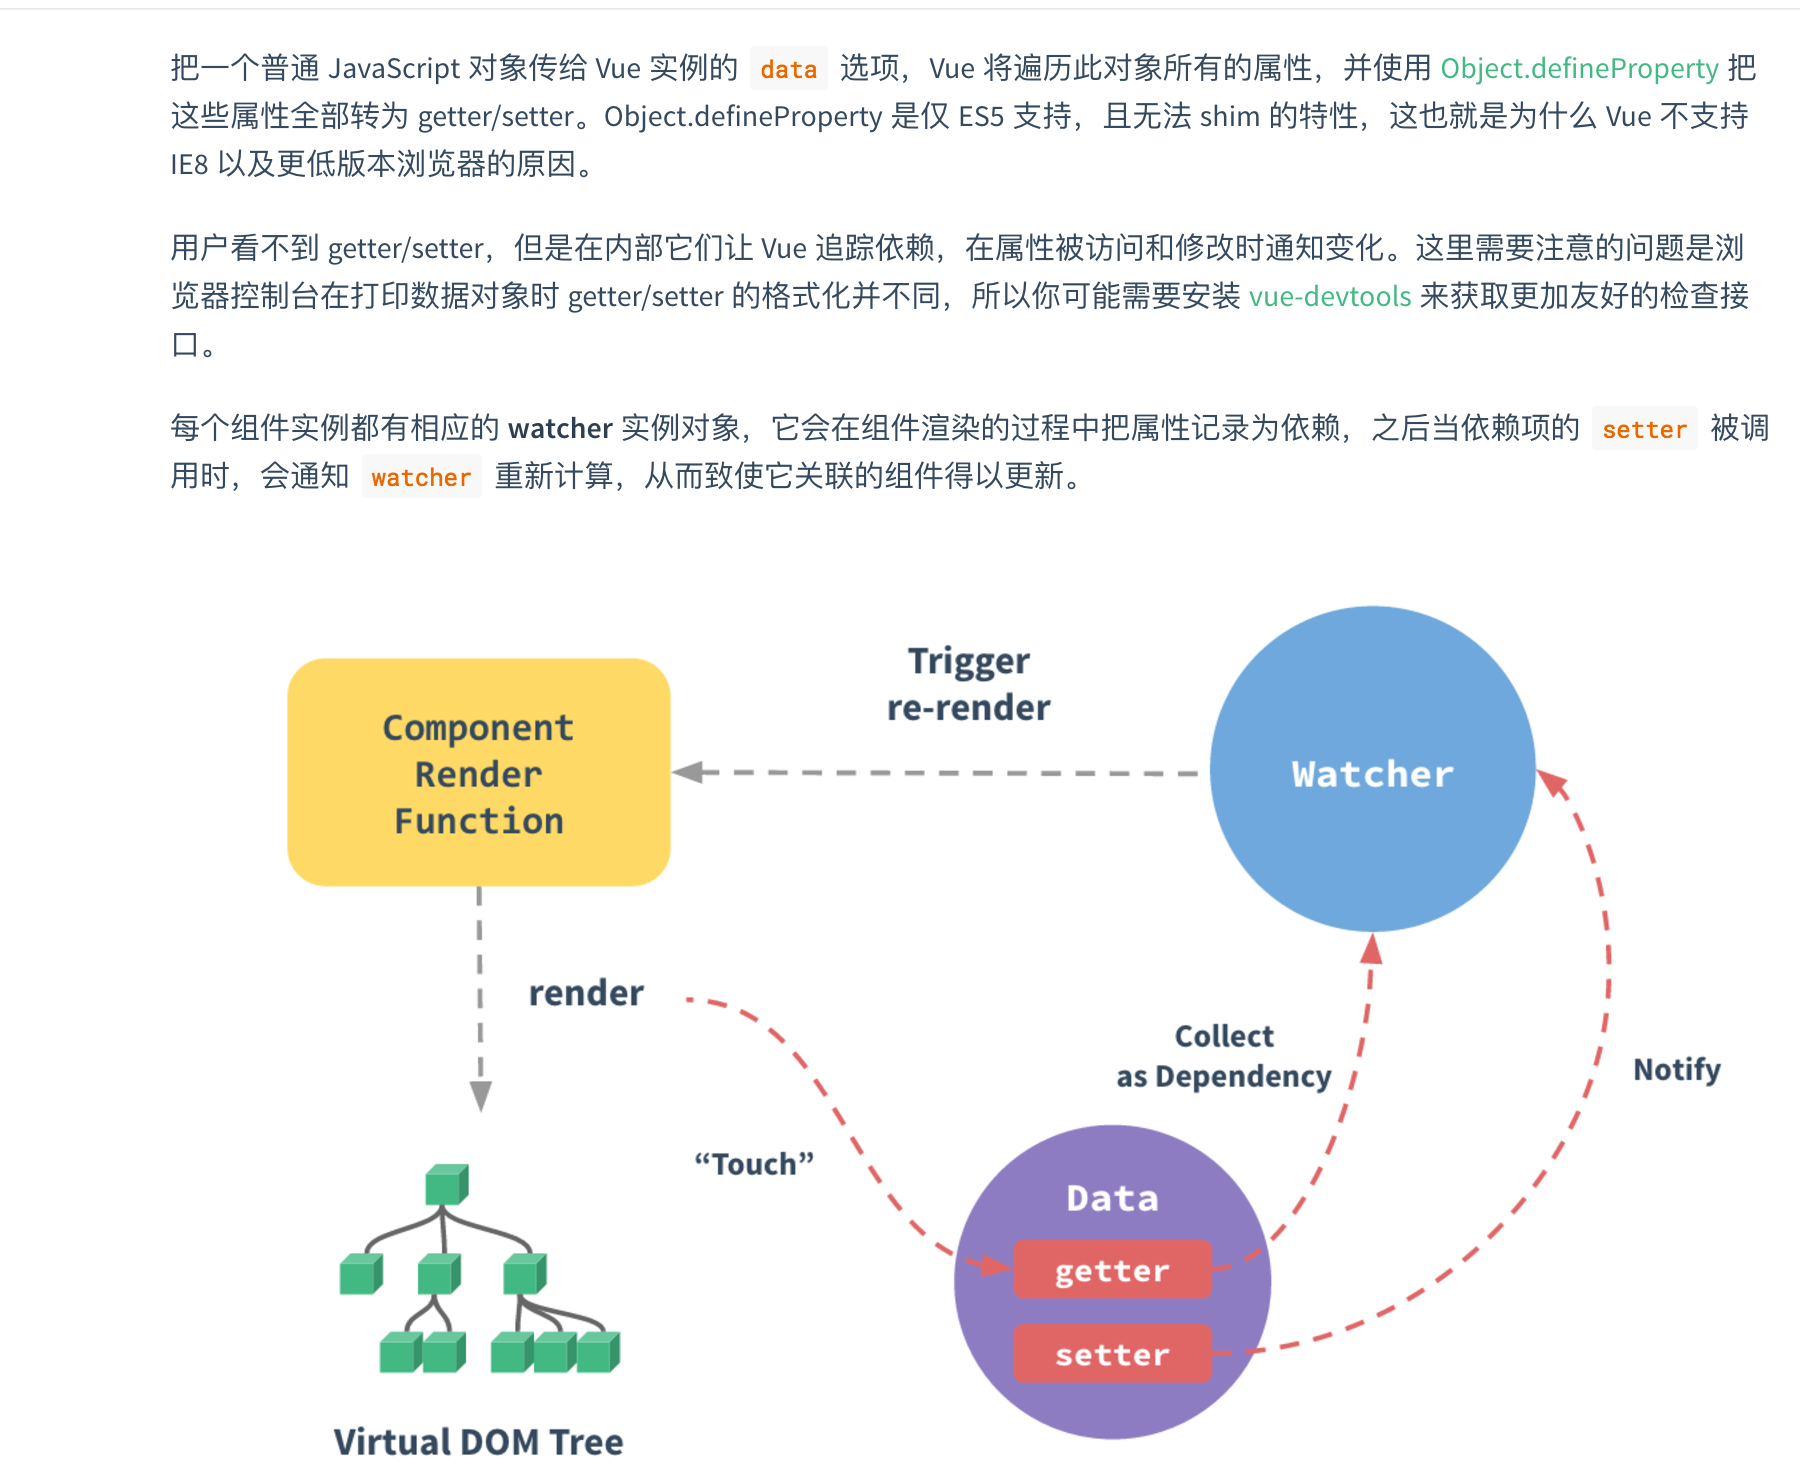 把一个普通 JavaScript 对象传给 Vue 实例的 data 选项，Vue 将遍历此对象所有的属性，并使用 Object.defineProperty 把
这些属性全部转为 getter/setter。Object.defineProperty 是仅 ES5 支持，且无法 shim 的特性，这也就是为什么 Vue 不支持
IE8 以及更低版本浏览器的原因。
用户看不到 getter/setter，但是在内部它们让 Vue 追踪依赖，在属性被访问和修改时通知变化。这里需要注意的问题是浏
览器控制台在打印数据对象时 getter/setter 的格式化并不同，所以你可能需要安装 vue-devtools 来获取更加友好的检查接
口。
每个组件实例都有相应的 watcher 实例对象，它会在组件渲染的过程中把属性记录为依赖，之后当依赖项的 setter 被调
用时，会通知 watcher 重新计算，从而致使它关联的组件得以更新。
Component
Render
Function
Trigger
re-render
Watcher
render
Collect
as Dependency
Notify
“Touch”
Data
getter
setter
Virtual DOM Tree